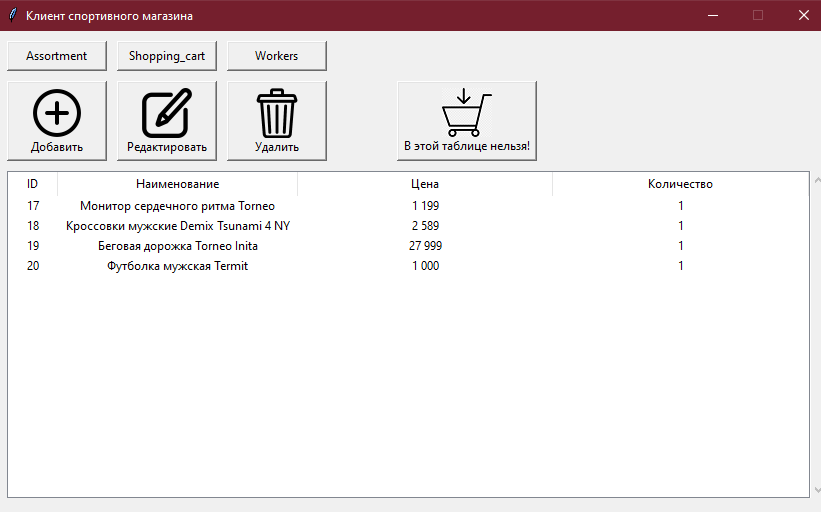 Клиент спортивного магазина
Assortment Shopping_cart Workers
Добавить Редактировать Удалить В этой таблице нельзя!
ID Наименование Цена Количество
17 Монитор сердечного ритма Torneo 1 199 1
18 Кроссовки мужские Demix Tsunami 4 NY 2 589 1
19 Беговая дорожка Torneo Inita 27 999 1
20 Футболка мужская Termit 1 000 1